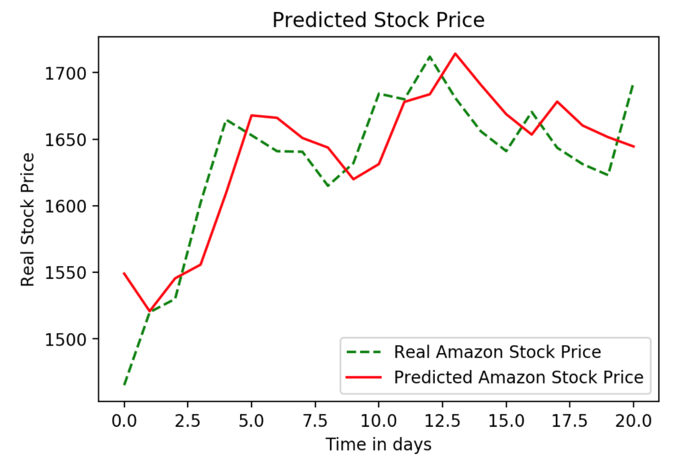 Predicted Stock Price
Real Stock Price
1700
1650
1600
1550
1500
Real Amazon Stock Price
Predicted Amazon Stock Price
0.0 2.5 5.0 7.5 10.0 12.5 15.0 17.5 20.0
Time in days